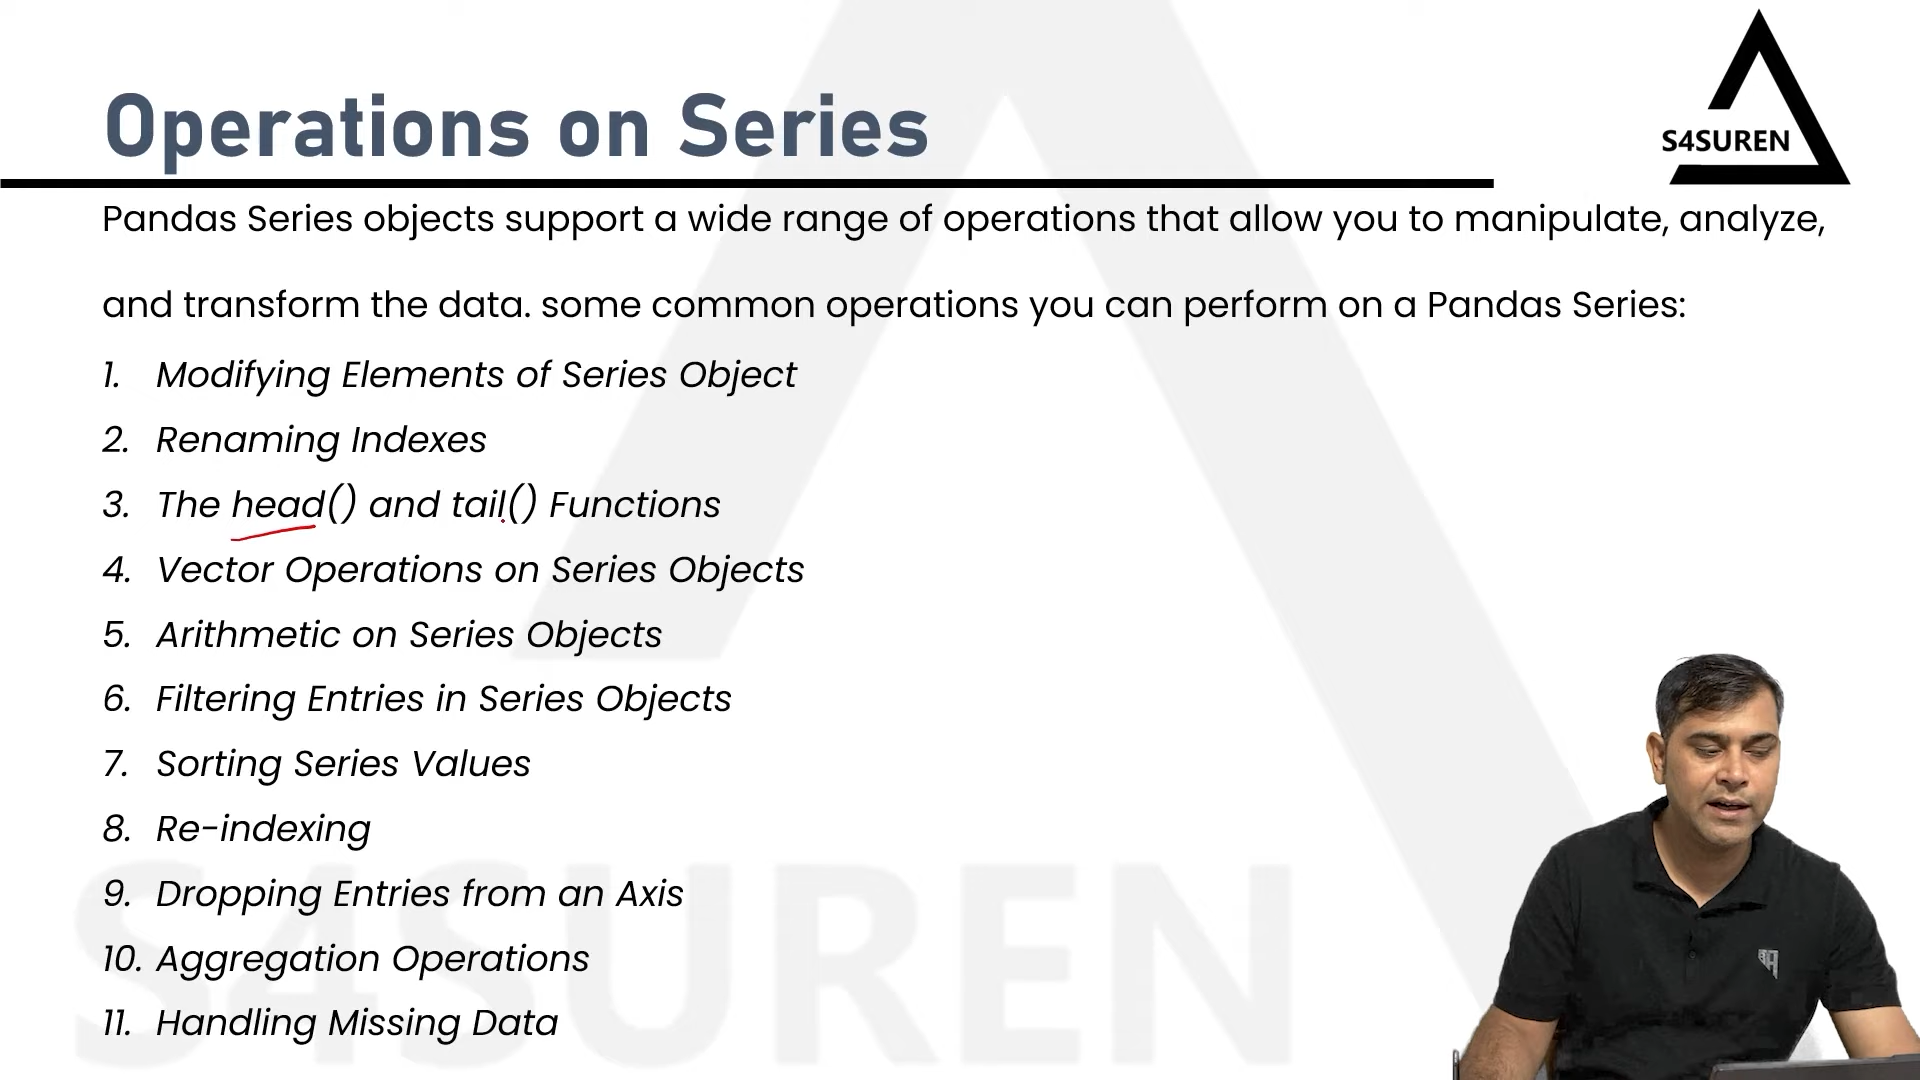 Operations on Series
S4SUREN
Pandas Series objects support a wide range of operations that allow you to manipulate, analyze,
and transform the data. some common operations you can perform on a Pandas Series:
1. Modifying Elements of Series Object
2. Renaming Indexes
3. The head() and tail() Functions
4. Vector Operations on Series Objects
5. Arithmetic on Series Objects
6. Filtering Entries in Series Objects
7. Sorting Series Values
8. Re-indexing
9. Dropping Entries from an Axis
10. Aggregation Operations
11. Handling Missing Data
S4SUREN